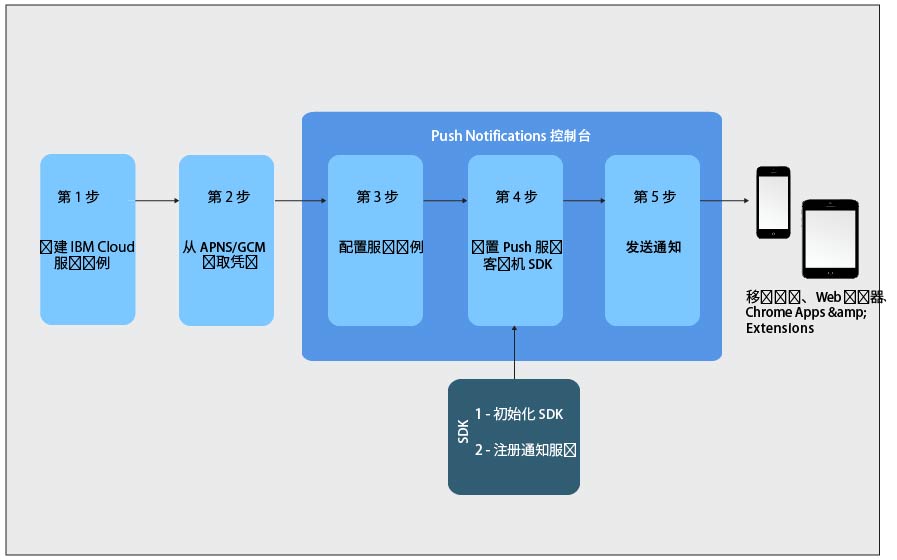 Push Notifications 控制台
第 1 步
建 IBM Cloud
服例
第 2 步
从 APNS/GCM
取凭
第 3 步
配置服例
第 4 步
置 Push 服
客机 SDK
第 5 步
发送通知
移、Web 器、
Chrome Apps &amp;
Extensions
SDK
1 - 初始化 SDK
2 - 注册通知服